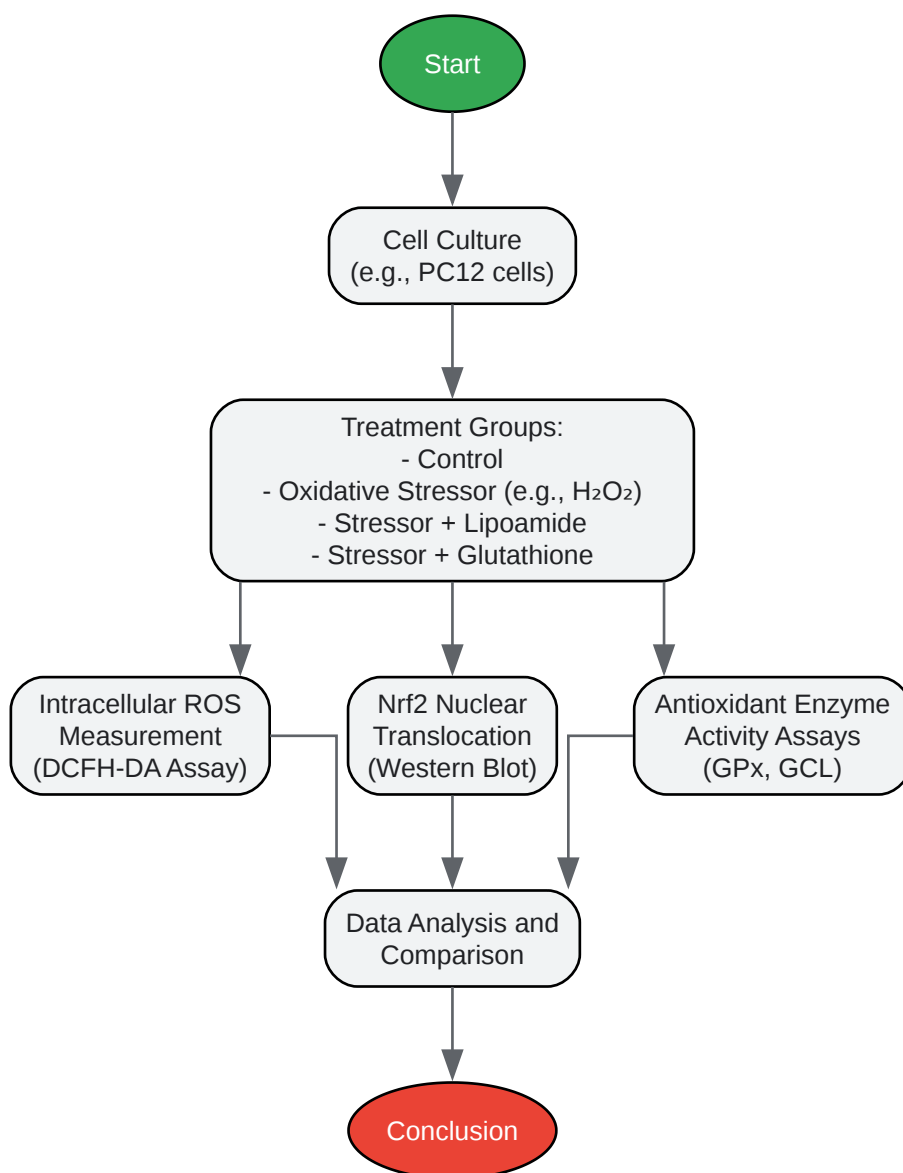 Start
Cell Culture
(e.g., PC12 cells)
Treatment Groups:
- Control
- Oxidative Stressor (e.g., H₂O₂)
- Stressor + Lipoamide
- Stressor + Glutathione
Intracellular ROS
Measurement
(DCFH-DA Assay)
Nrf2 Nuclear
Translocation
(Western Blot)
Antioxidant Enzyme
Activity Assays
(GPx, GCL)
Data Analysis and
Comparison
Conclusion